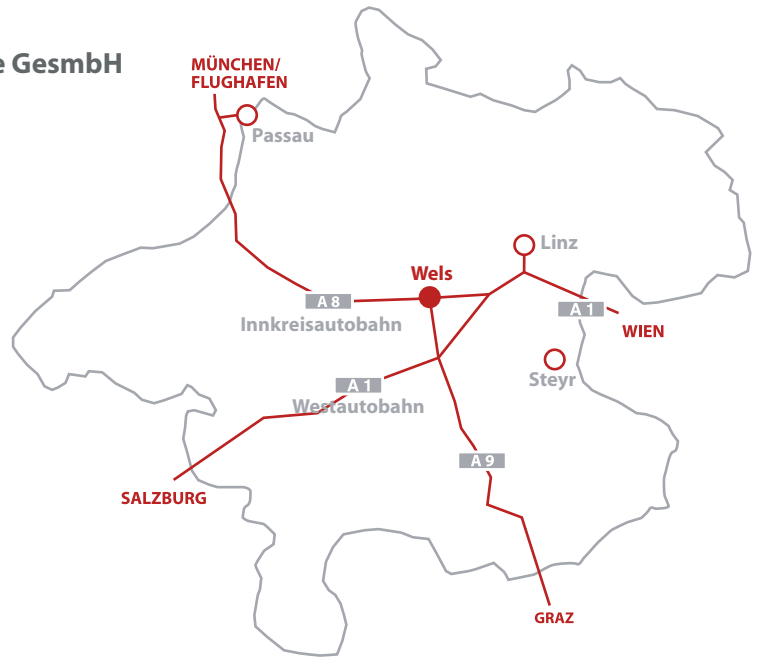 e GesmbH
MÜNCHEN/
FLUGHAFEN
Passau
Linz
Wels
A 8
A 1
Innkreisautobahn
WIEN
Steyr
A 1
Westautobahn
A 9
SALZBURG
GRAZ